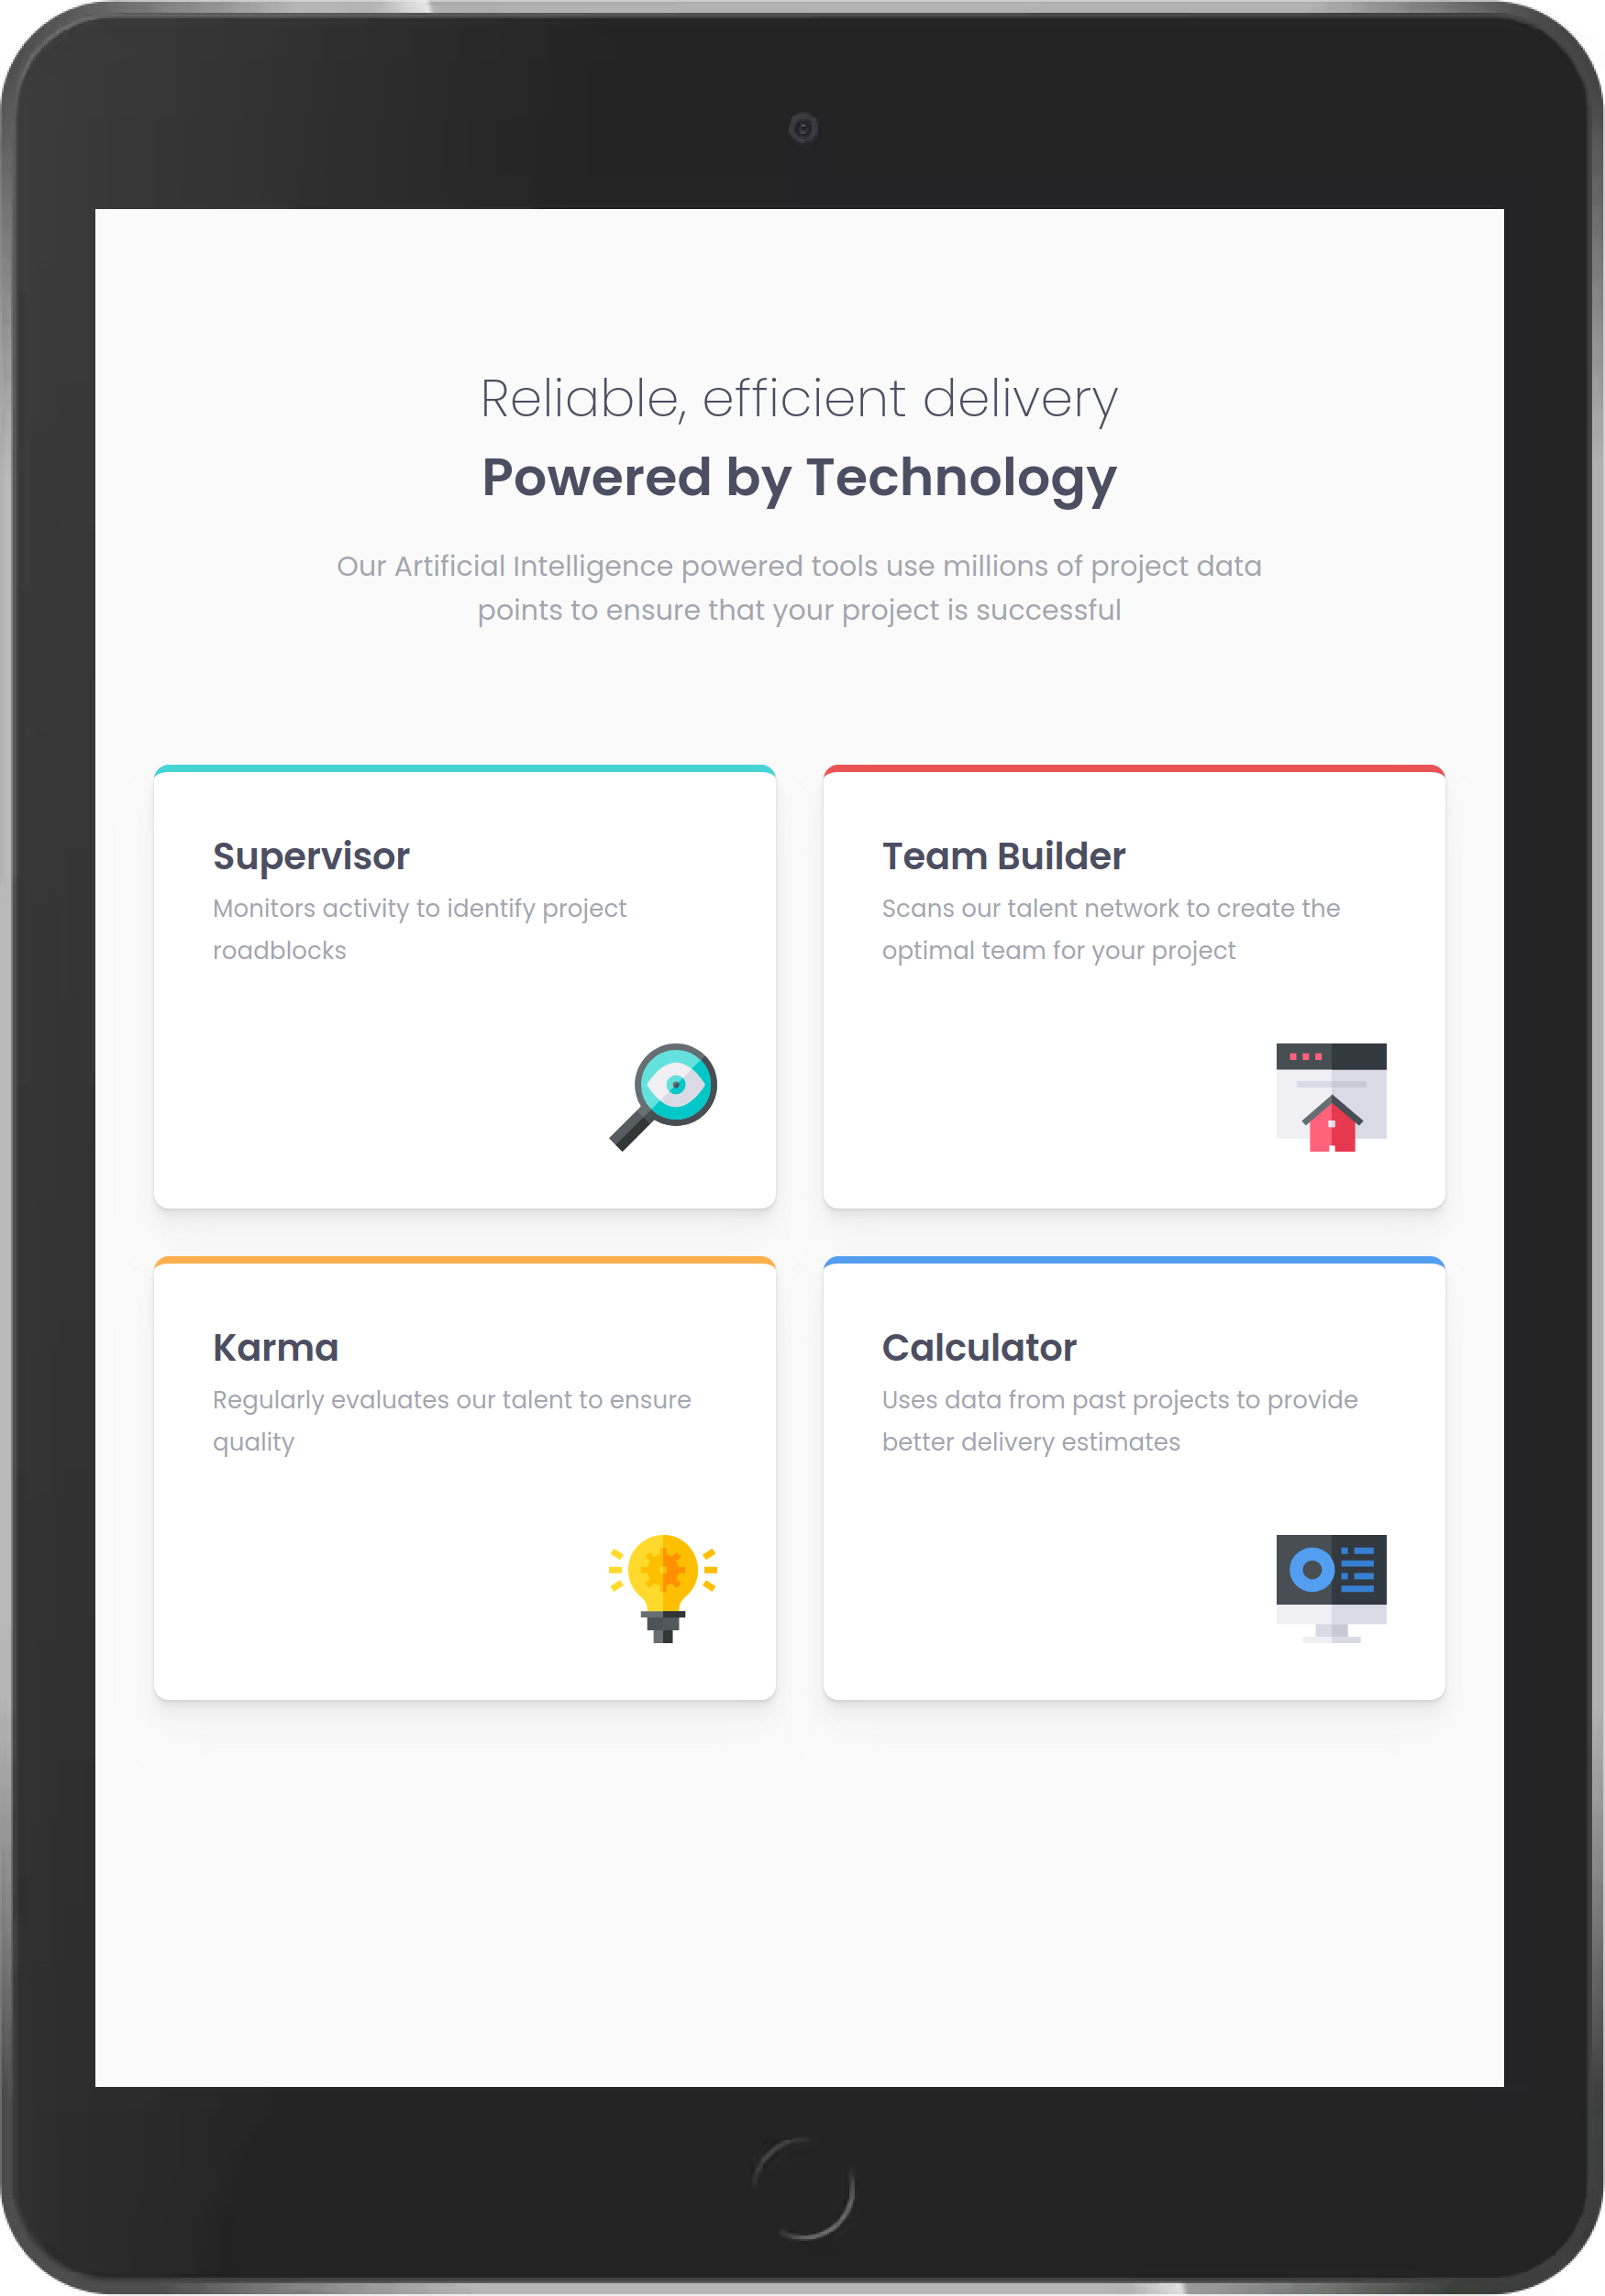 Reliable, efficient delivery
Powered by Technology
Our Artificial Intelligence powered tools use millions of project data
points to ensure that your project is successful
Supervisor
Monitors activity to identify project
roadblocks
Team Builder
Scans our talent network to create the
optimal team for your project
Karma
Regularly evaluates our talent to ensure
quality
Calculator
Uses data from past projects to provide
better delivery estimates